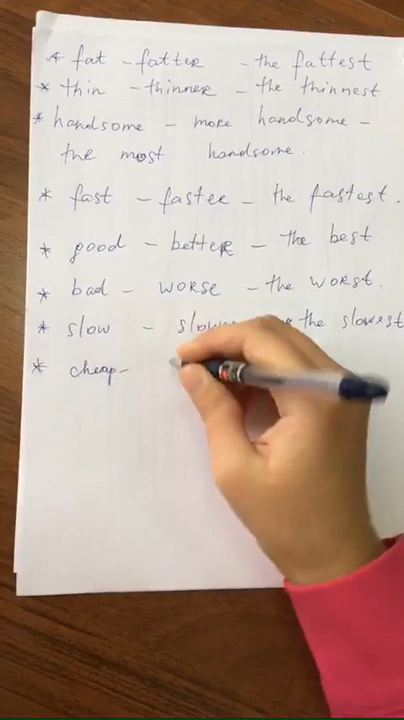 * fat - fatter - the fattest
* thin - thinner - the thinnest
* handsome - more handsome -
the most handsome.
* fast - faster - the fastest.
* good - better - the best
* bad - worse - the worst.
* slow - the slowest
* cheap -